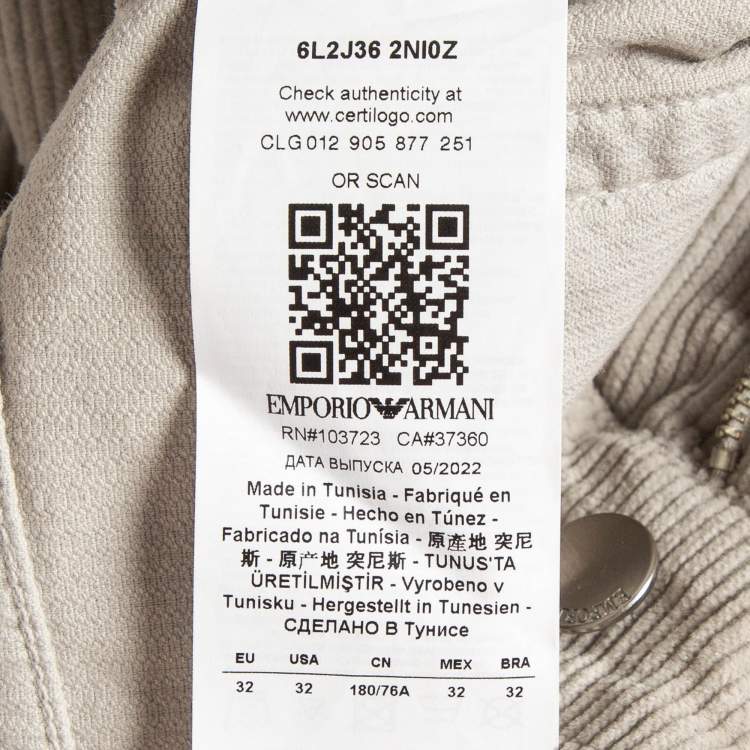 6L2J36 2NI0Z
Check authenticity at
www.certilogo.com
CLG 012 905 877 251
OR SCAN
EMPORIO ARMANI
RN#103723 CA#37360
ДАТА ВЫПУСКА 05/2022
Made in Tunisia - Fabriqué en
Tunisie - Hecho en Túnez -
Fabricado na Tunísia - 原產地 突尼
斯 - 原产地 突尼斯 - TUNUS'TA
ÜRETİLMİŞTİR - Vyrobeno v
Tunisku - Hergestellt in Tunesien -
СДЕЛАНО В Тунисе
EU USA CN MEX BRA
32 32 180/76A 32 32
EMPORI